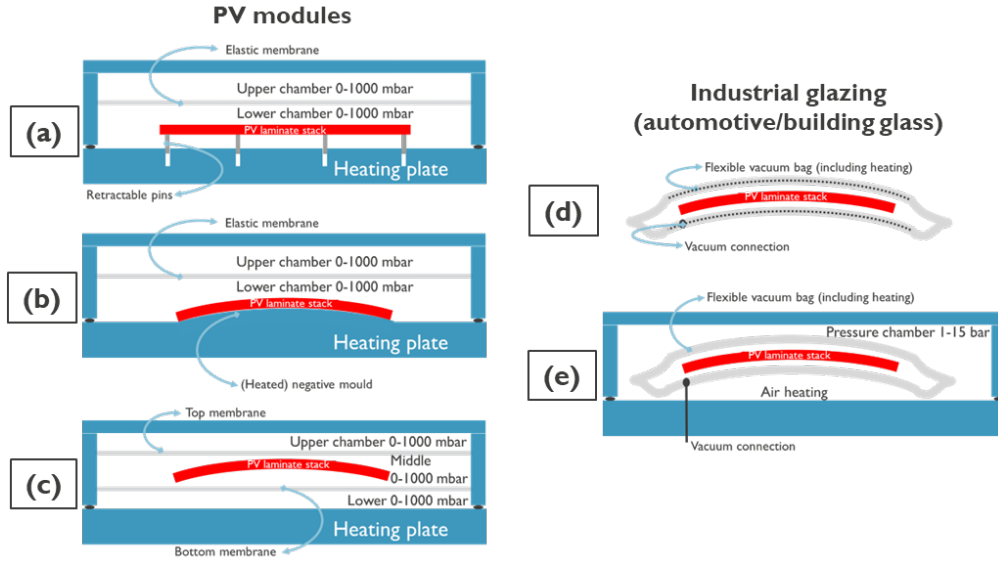 PV modules
(a)
Elastic membrane
Upper chamber 0-1000 mbar
Lower chamber 0-1000 mbar
PV laminate stack
Heating plate
Retractable pins
(b)
Elastic membrane
Upper chamber 0-1000 mbar
Lower chamber 0-1000 mbar
PV laminate stack
Heating plate
(Heated) negative mould
(c)
Top membrane
Upper chamber 0-1000 mbar
PV laminate stack
Middle
0-1000 mbar
Lower 0-1000 mbar
Heating plate
Bottom membrane
Industrial glazing
(automotive/building glass)
(d)
Flexible vacuum bag (including heating)
PV laminate stack
Vacuum connection
(e)
Flexible vacuum bag (including heating)
Pressure chamber 1-15 bar
PV laminate stack
Air heating
Vacuum connection